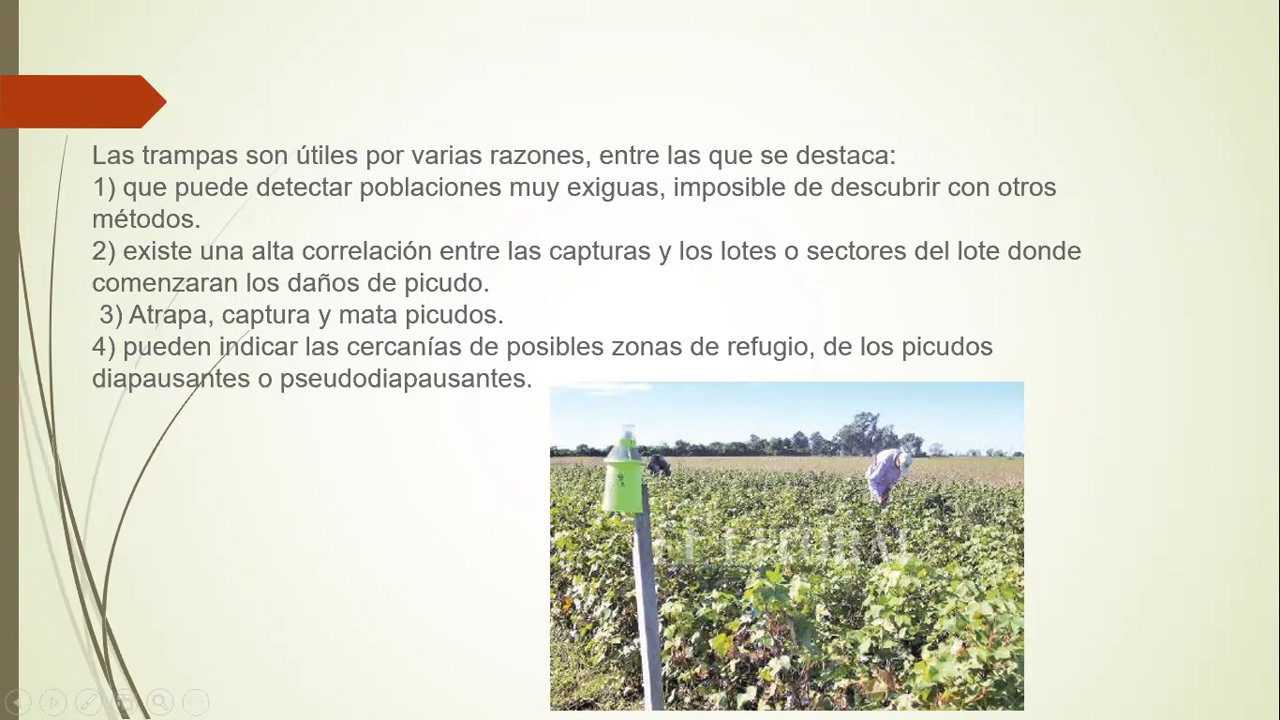 Las trampas son útiles por varias razones, entre las que se destaca:
1) que puede detectar poblaciones muy exiguas, imposible de descubrir con otros
métodos.
2) existe una alta correlación entre las capturas y los lotes o sectores del lote donde
comenzaran los daños de picudo.
3) Atrapa, captura y mata picudos.
4) pueden indicar las cercanías de posibles zonas de refugio, de los picudos
diapausantes o pseudodiapausantes.
EL LITORAL